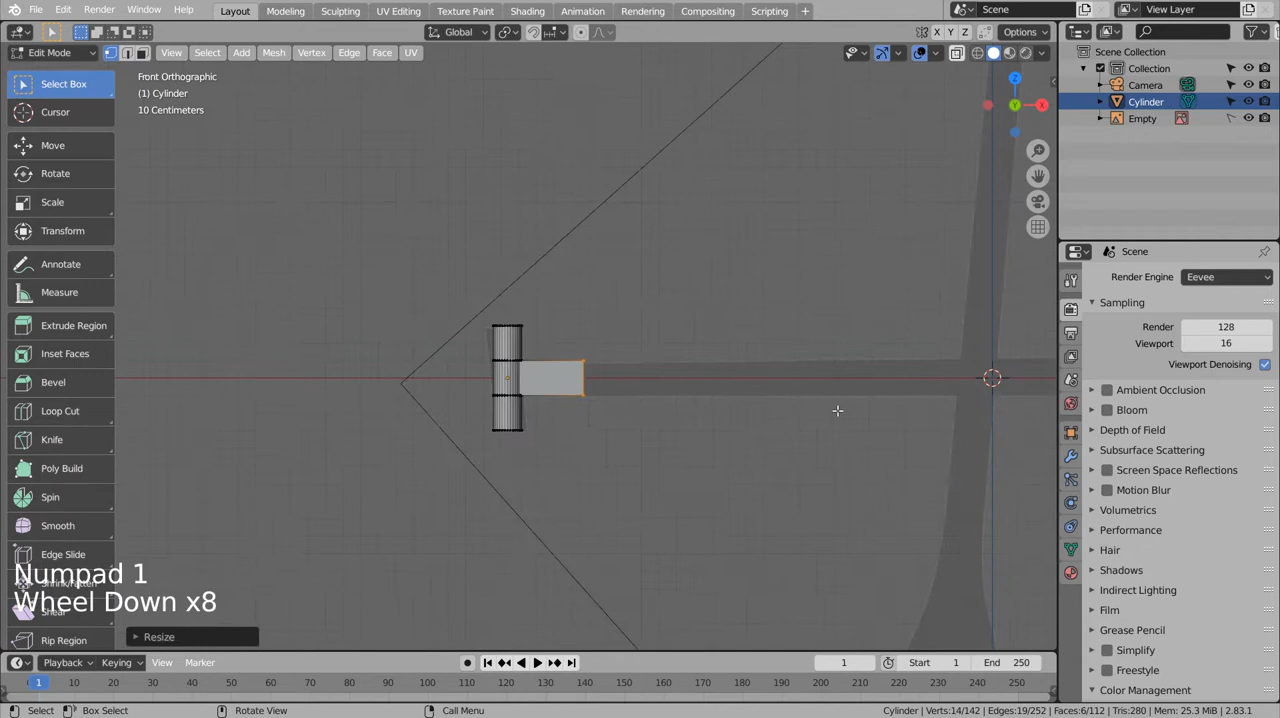 File Edit Render Window Help Layout Modeling Sculpting UV Editing Texture Paint Shading Animation Rendering Compositing Scripting + Scene View Layer
Global X Y Z Options
Edit Mode View Select Add Mesh Vertex Edge Face UV
Scene Collection
Collection
Camera
Cylinder
Empty
Select Box
Cursor
Move
Rotate
Scale
Transform
Annotate
Measure
Extrude Region
Inset Faces
Bevel
Loop Cut
Knife
Poly Build
Spin
Smooth
Edge Slide
Shrink/Fatten
Shear
Rip Region
Front Orthographic
(1) Cylinder
10 Centimeters
Z
Y
X
Numpad 1
Wheel Down x8
Resize
Scene
Render Engine Eevee
Sampling
Render 128
Viewport 16
Viewport Denoising
Ambient Occlusion
Bloom
Depth of Field
Subsurface Scattering
Screen Space Reflections
Motion Blur
Volumetrics
Performance
Hair
Shadows
Indirect Lighting
Film
Grease Pencil
Simplify
Freestyle
Color Management
Playback Keying View Marker 1 Start 1 End 250
1 10 20 30 40 50 60 70 80 90 100 110 120 130 140 150 160 170 180 190 200 210 220 230 240 250
Select Box Select Rotate View Call Menu Cylinder | Verts:14/142 | Edges:19/252 | Faces:6/112 | Tris:280 | Mem: 25.3 MiB | 2.83.1